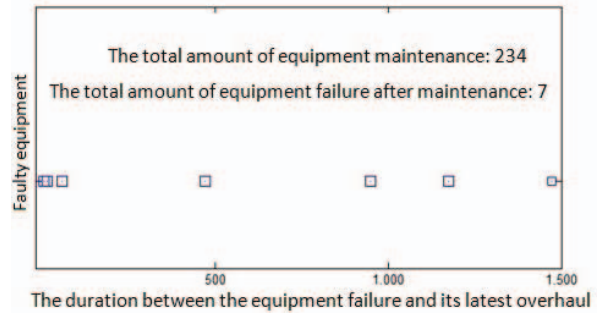 The total amount of equipment maintenance: 234
The total amount of equipment failure after maintenance: 7
Faulty equipment
500
1.000
1.500
The duration between the equipment failure and its latest overhaul